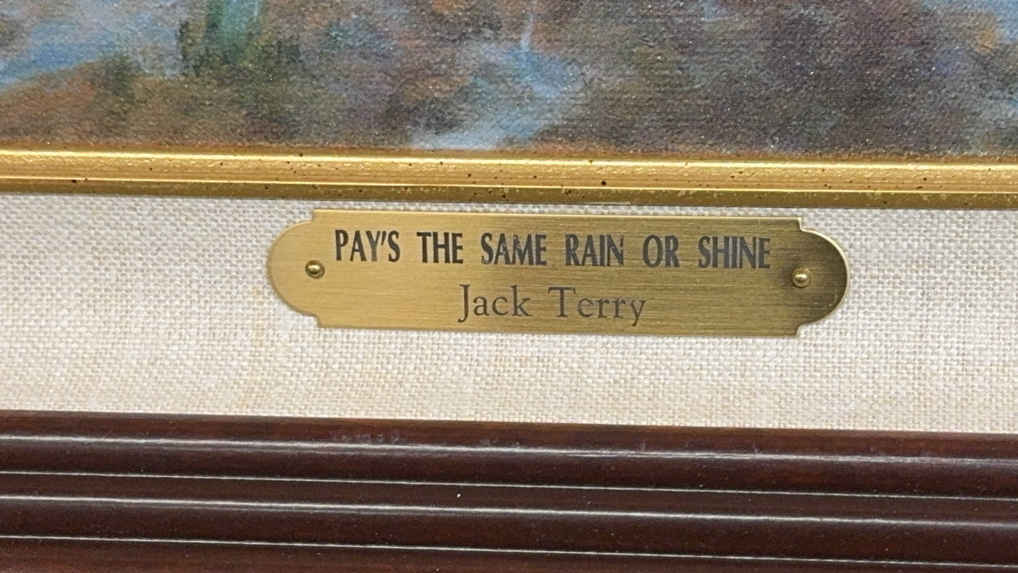 PAY'S THE SAME RAIN OR SHINE
Jack Terry